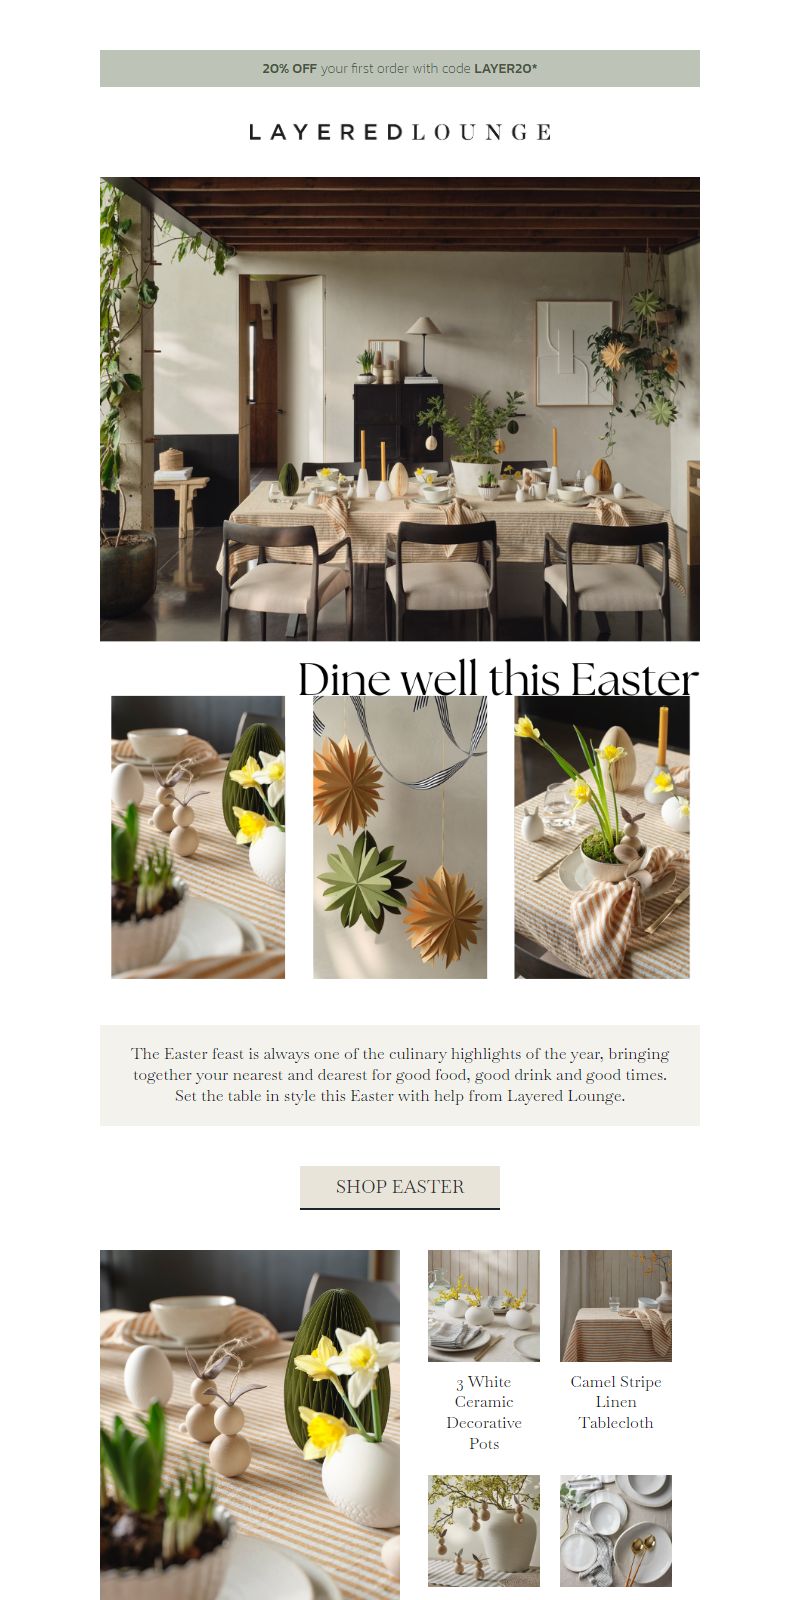 20% OFF your first order with code LAYER20*
LAYEREDLOUNGE
Dine well this Easter
The Easter feast is always one of the culinary highlights of the year, bringing
together your nearest and dearest for good food, good drink and good times.
Set the table in style this Easter with help from Layered Lounge.
SHOP EASTER
3 White
Ceramic
Decorative
Pots
Camel Stripe
Linen
Tablecloth